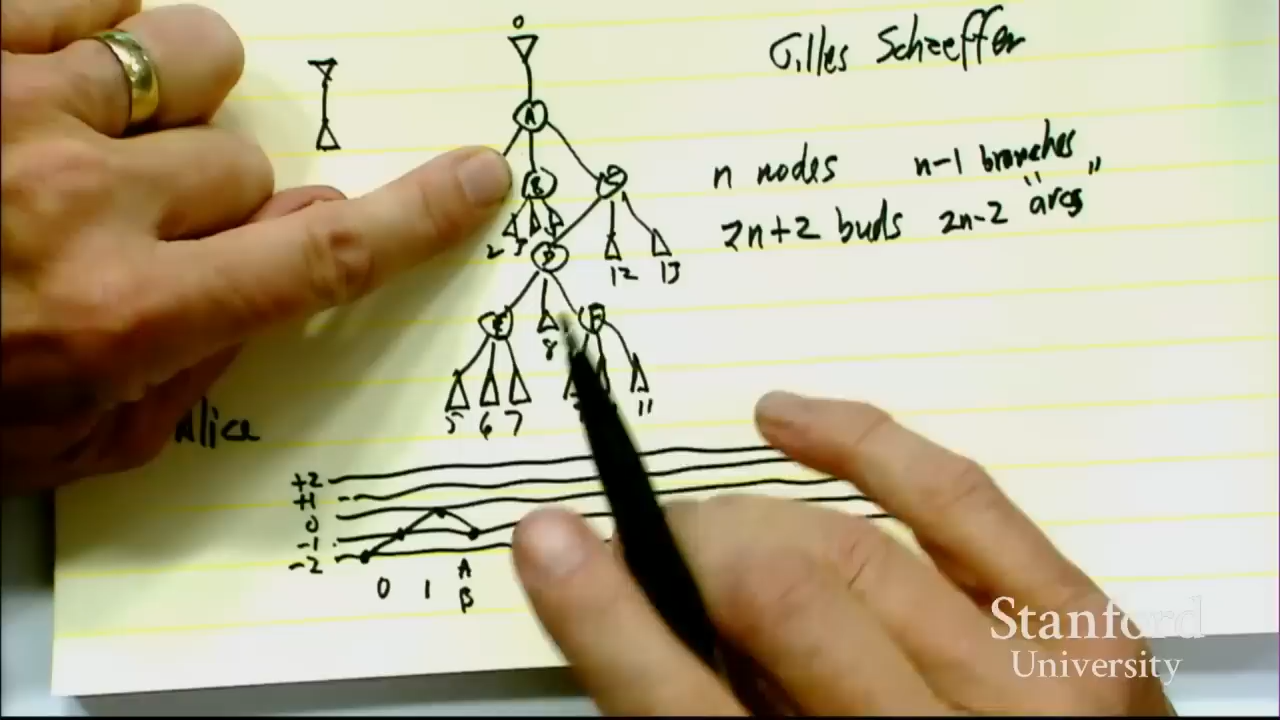 0
Gilles Schaeffer
A
n nodes n-1 branches
B C
2n+2 buds 2n-2 "arcs"
2 3
D
12 13
E F
8
5 6 7 11
Alice
+2
+1
0
-1
-2
0 1 A
B
Stanford
University